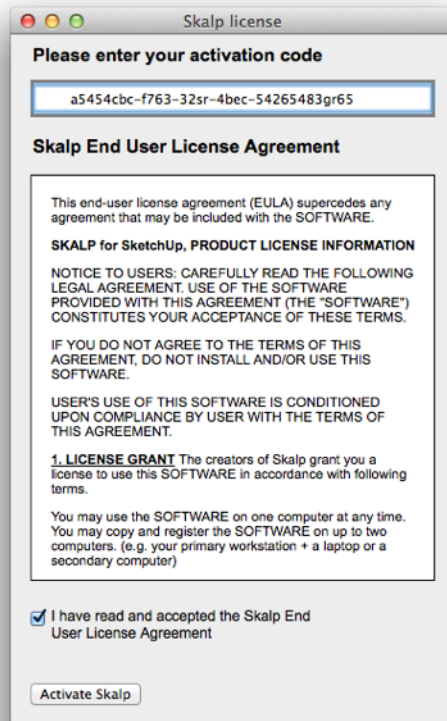 Skalp license
Please enter your activation code
a5454cbc-f763-32sr-4bec-54265483gr65
Skalp End User License Agreement
This end-user license agreement (EULA) supercedes any
agreement that may be included with the SOFTWARE.
SKALP for SketchUp, PRODUCT LICENSE INFORMATION
NOTICE TO USERS: CAREFULLY READ THE FOLLOWING
LEGAL AGREEMENT. USE OF THE SOFTWARE
PROVIDED WITH THIS AGREEMENT (THE "SOFTWARE")
CONSTITUTES YOUR ACCEPTANCE OF THESE TERMS.
IF YOU DO NOT AGREE TO THE TERMS OF THIS
AGREEMENT, DO NOT INSTALL AND/OR USE THIS
SOFTWARE.
USER'S USE OF THIS SOFTWARE IS CONDITIONED
UPON COMPLIANCE BY USER WITH THE TERMS OF
THIS AGREEMENT.
1. LICENSE GRANT The creators of Skalp grant you a
license to use this SOFTWARE in accordance with following
terms.
You may use the SOFTWARE on one computer at any time.
You may copy and register the SOFTWARE on up to two
computers. (e.g. your primary workstation + a laptop or a
secondary computer)
I have read and accepted the Skalp End
User License Agreement
Activate Skalp